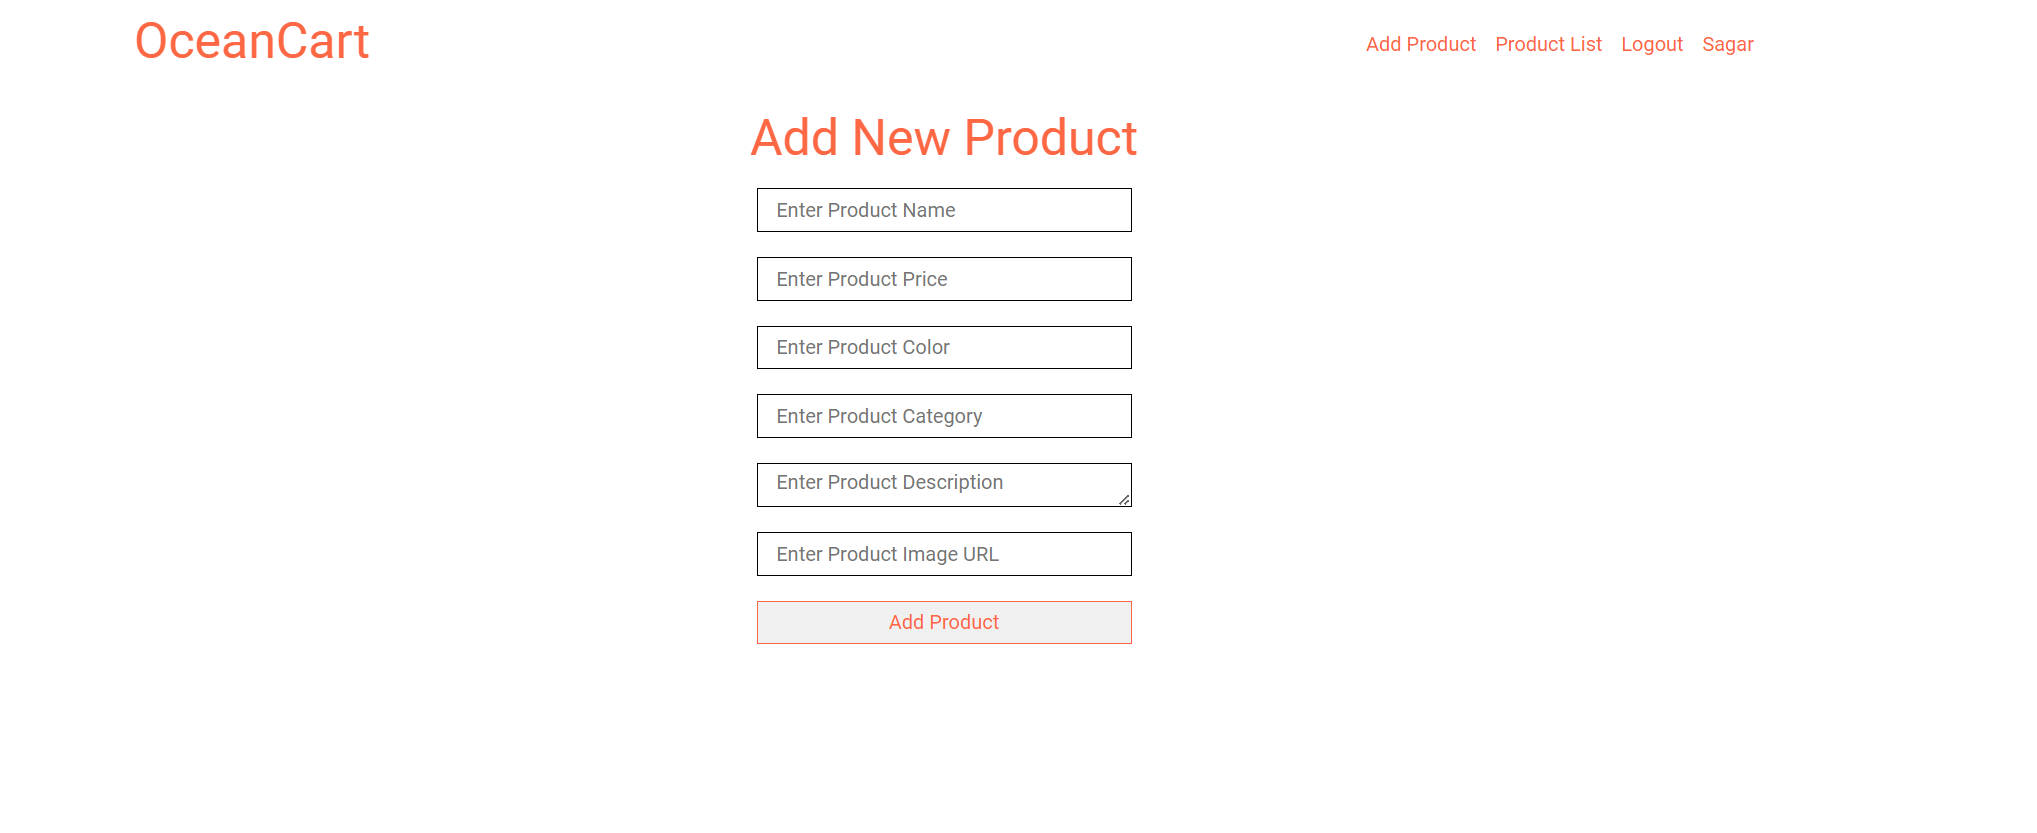 OceanCart
Add Product Product List Logout Sagar
Add New Product
Enter Product Name
Enter Product Price
Enter Product Color
Enter Product Category
Enter Product Description
Enter Product Image URL
Add Product